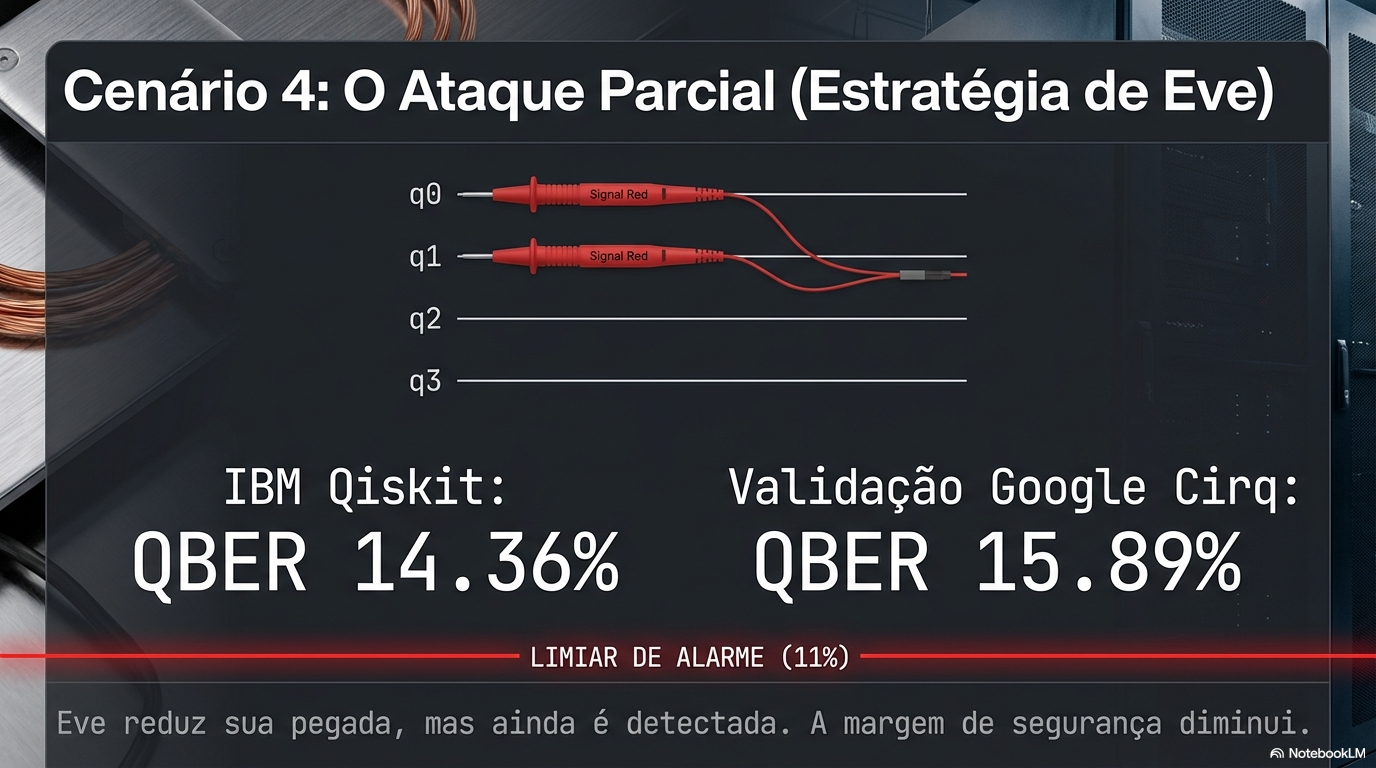 Cenário 4: O Ataque Parcial (Estratégia de Eve)
q0
Signal Red
q1
Signal Red
q2
q3
IBM Qiskit:
QBER 14.36%
Validação Google Cirq:
QBER 15.89%
LIMIAR DE ALARME (11%)
Eve reduz sua pegada, mas ainda é detectada. A margem de segurança diminui.
NotebookLM